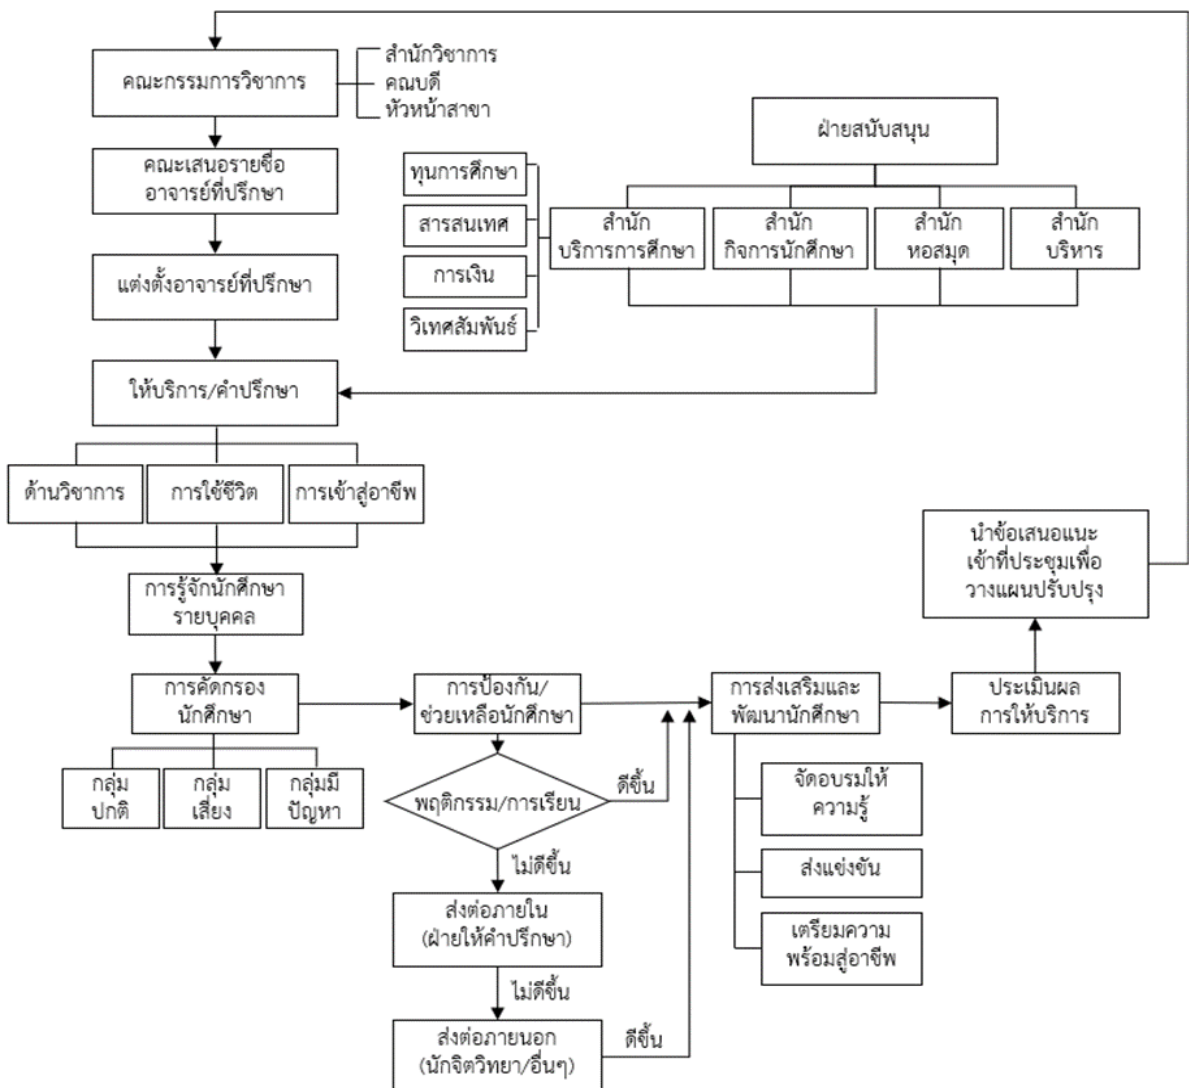 คณะกรรมการวิชาการ
สำนักวิชาการ
คณบดี
หัวหน้าสาขา
คณะเสนอรายชื่อ
อาจารย์ที่ปรึกษา
แต่งตั้งอาจารย์ที่ปรึกษา
ฝ่ายสนับสนุน
ทุนการศึกษา
สารสนเทศ
การเงิน
วิเทศสัมพันธ์
สำนัก
บริการการศึกษา
สำนัก
กิจการนักศึกษา
สำนัก
หอสมุด
สำนัก
บริหาร
ให้บริการ/คำปรึกษา
ด้านวิชาการ
การใช้ชีวิต
การเข้าสู่อาชีพ
การรู้จักนักศึกษา
รายบุคคล
การคัดกรอง
นักศึกษา
กลุ่ม
ปกติ
กลุ่ม
เสี่ยง
กลุ่มมี
ปัญหา
การป้องกัน/
ช่วยเหลือนักศึกษา
พฤติกรรม/การเรียน
ดีขึ้น
ไม่ดีขึ้น
ส่งต่อภายใน
(ฝ่ายให้คำปรึกษา)
ไม่ดีขึ้น
ส่งต่อภายนอก
(นักจิตวิทยา/อื่นๆ)
ดีขึ้น
การส่งเสริมและ
พัฒนานักศึกษา
จัดอบรมให้
ความรู้
ส่งแข่งขัน
เตรียมความ
พร้อมสู่อาชีพ
ประเมินผล
การให้บริการ
นำข้อเสนอแนะ
เข้าที่ประชุมเพื่อ
วางแผนปรับปรุง